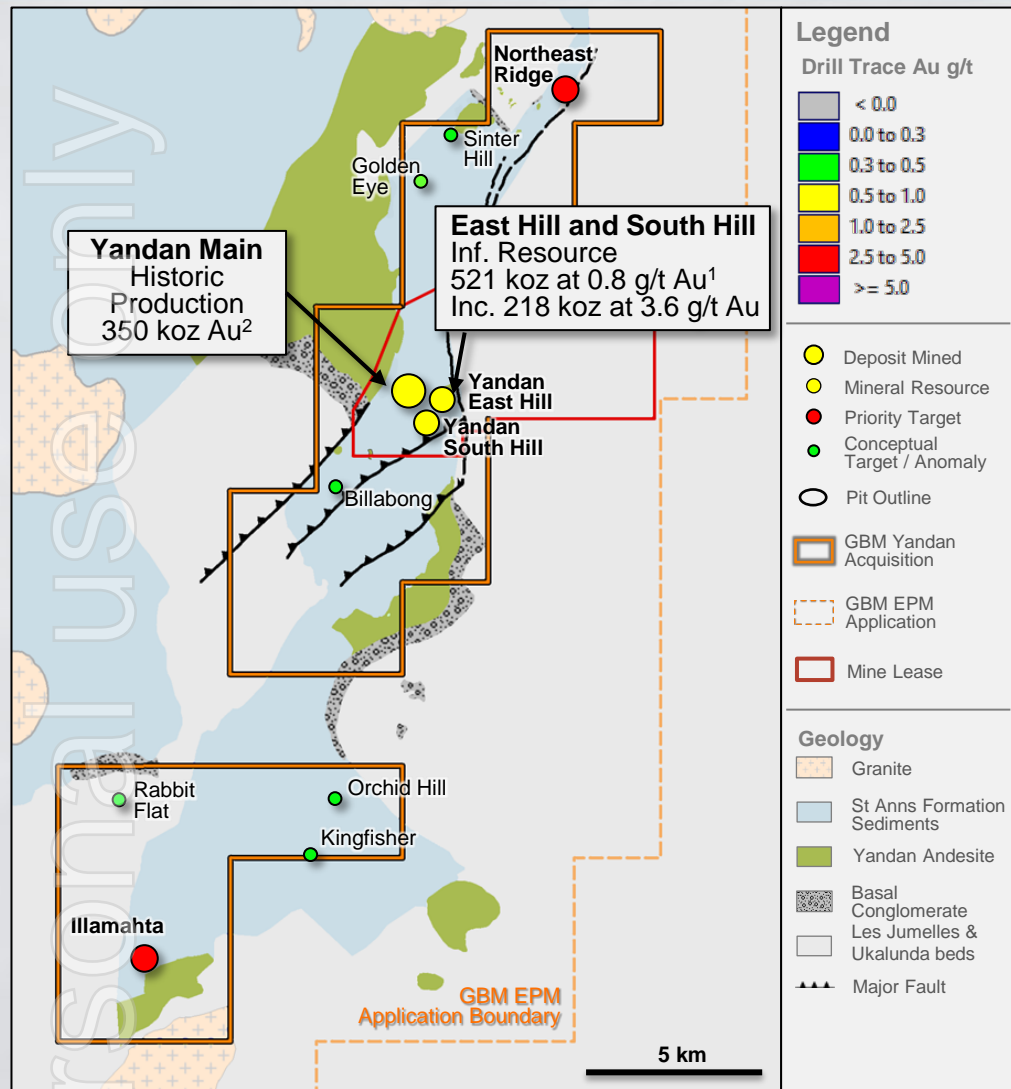 Northeast
Ridge
Sinter
Hill
Golden
Eye
Yandan Main
Historic
Production
350 koz Au²
East Hill and South Hill
Inf. Resource
521 koz at 0.8 g/t Au¹
Inc. 218 koz at 3.6 g/t Au
Yandan
East Hill
Yandan
South Hill
Billabong
Rabbit
Flat
Orchid Hill
Kingfisher
Illamahta
GBM EPM
Application Boundary
5 km
rsonal use only
Legend
Drill Trace Au g/t
< 0.0
0.0 to 0.3
0.3 to 0.5
0.5 to 1.0
1.0 to 2.5
2.5 to 5.0
>= 5.0
Deposit Mined
Mineral Resource
Priority Target
Conceptual
Target / Anomaly
Pit Outline
GBM Yandan
Acquisition
GBM EPM
Application
Mine Lease
Geology
Granite
St Anns Formation
Sediments
Yandan Andesite
Basal
Conglomerate
Les Jumelles &
Ukalunda beds
Major Fault